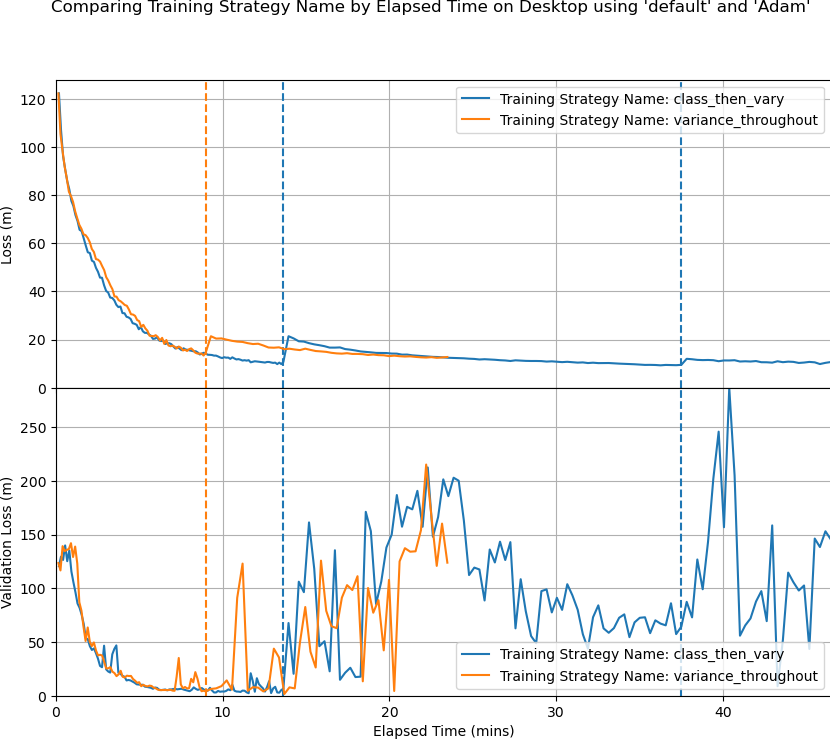 Comparing Training Strategy Name by Elapsed Time on Desktop using 'default' and 'Adam'
Training Strategy Name: class_then_vary
Training Strategy Name: variance_throughout
Loss (m)
120
100
80
60
40
20
0
Validation Loss (m)
250
200
150
100
50
0
Training Strategy Name: class_then_vary
Training Strategy Name: variance_throughout
0 10 20 30 40
Elapsed Time (mins)